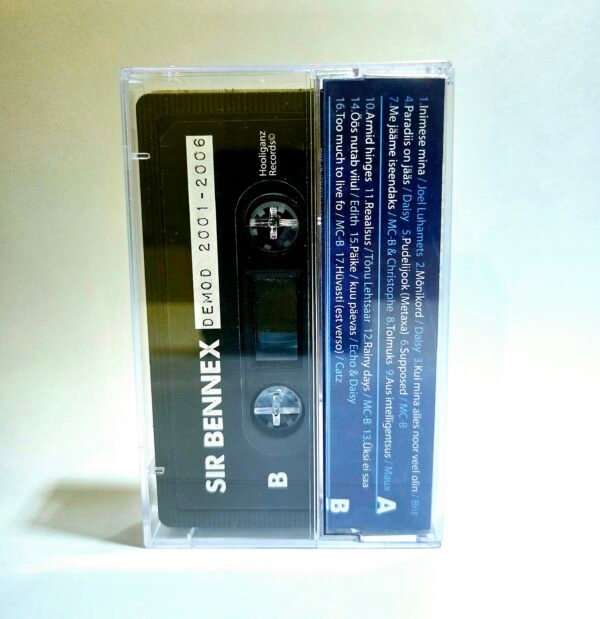 SIR BENNEX DEMOD 2001-2006
Hooliganz
Records©
B
1.Inimese mina / Joel Luhamets 2.Mõnikord / Daisy 3.Kui mina alles noor veel olin / Brit
4.Paradiis on jääs / Daisy 5.Pudelijook (Metaxa) 6.Supposed / MC-B
7.Me jääme iseendaks / MC-B & Christophe 8.Tolmuks 9.Aus intelligentsus / Maux
A
10.Armid hinges 11.Reaalsus / Tõnu Lehtsaar 12.Rainy days / MC-B 13.Üksi ei saa
14.Öös nutab viiul / Edith 15.Päike / kuu päevas / Echo & Daisy
16.Too much to live fo / MC-B 17.Hüvasti (est verso) / Catz
B